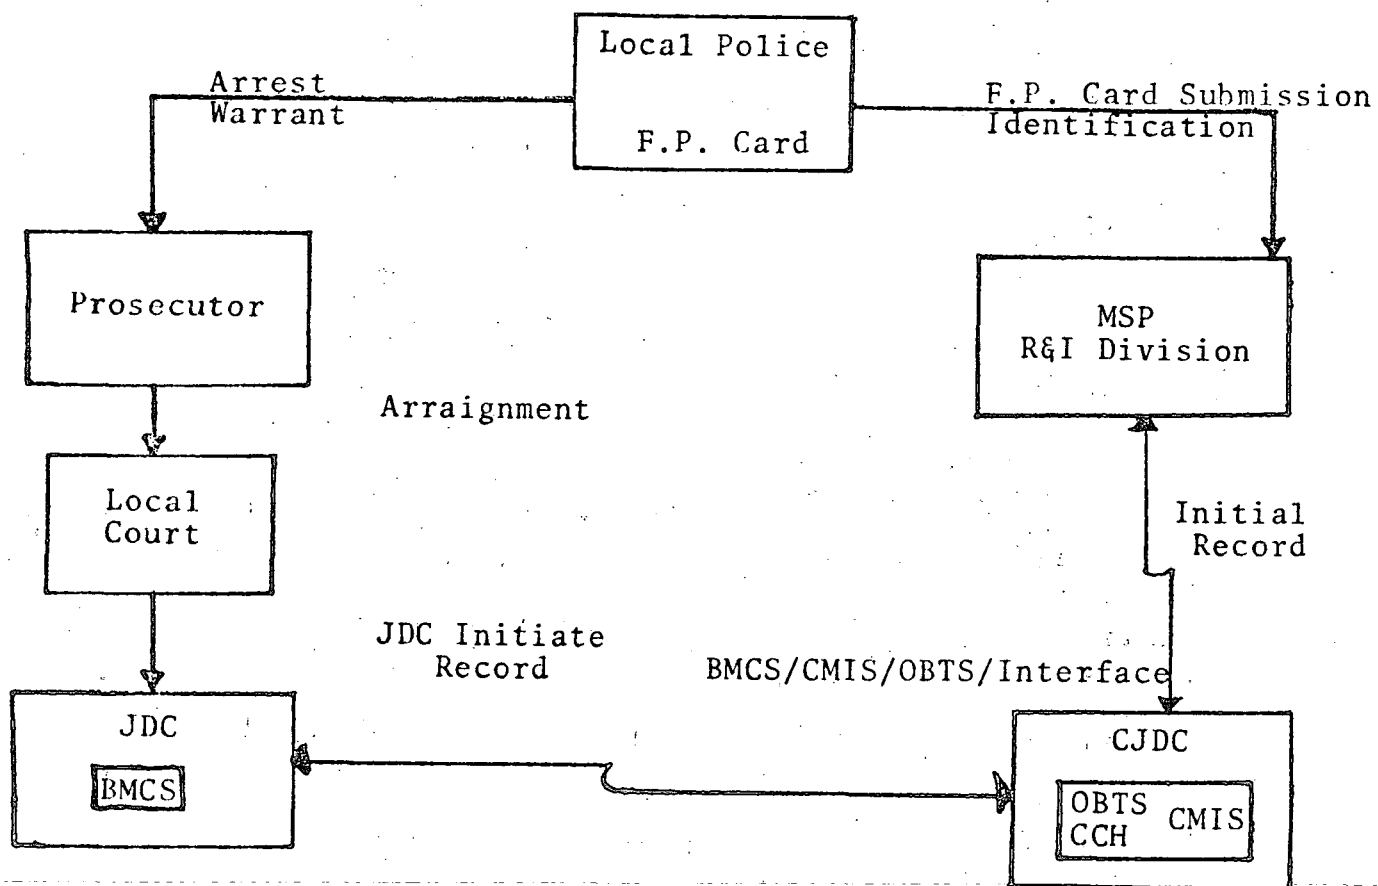 Local Police
F.P. Card
Arrest
Warrant
F.P. Card Submission
Identification
Prosecutor
MSP
R&I Division
Arraignment
Local
Court
Initial
Record
JDC Initiate
Record
BMCS/CMIS/OBTS/Interface
JDC
BMCS
CJDC
OBTS CMIS
CCH